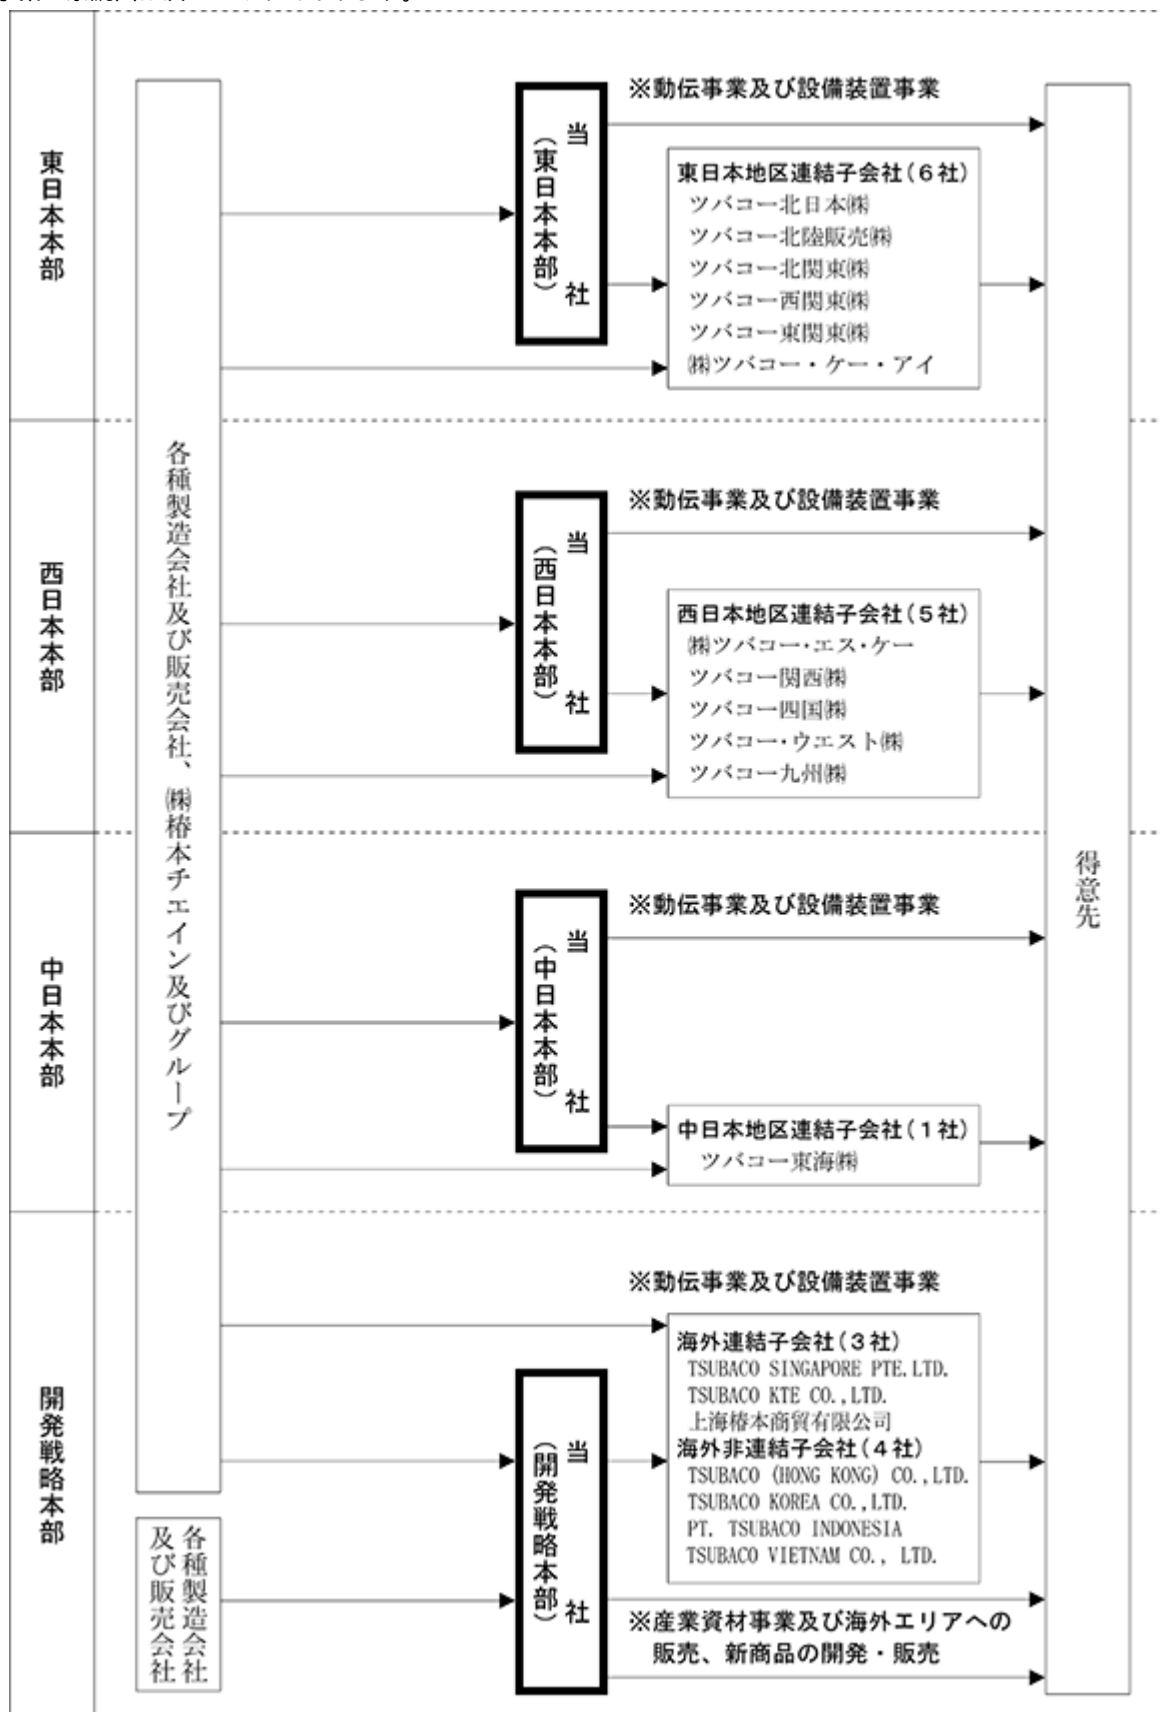 東日本本部
※動伝事業及び設備装置事業
当社
(東日本本部)
東日本地区連結子会社(6社)
ツバコー北日本㈱
ツバコー北陸販売㈱
ツバコー北関東㈱
ツバコー西関東㈱
ツバコー東関東㈱
㈱ツバコー・ケー・アイ
各種製造会社及び販売会社、㈱椿本チエイン及びグループ
得意先
西日本本部
※動伝事業及び設備装置事業
当社
(西日本本部)
西日本地区連結子会社(5社)
㈱ツバコー・エス・ケー
ツバコー関西㈱
ツバコー四国㈱
ツバコー・ウエスト㈱
ツバコー九州㈱
中日本本部
※動伝事業及び設備装置事業
当社
(中日本本部)
中日本地区連結子会社(1社)
ツバコー東海㈱
開発戦略本部
※動伝事業及び設備装置事業
当社
(開発戦略本部)
海外連結子会社(3社)
TSUBACO SINGAPORE PTE.LTD.
TSUBACO KTE CO.,LTD.
上海椿本商貿有限公司
海外非連結子会社(4社)
TSUBACO (HONG KONG) CO.,LTD.
TSUBACO KOREA CO.,LTD.
PT. TSUBACO INDONESIA
TSUBACO VIETNAM CO., LTD.
各種製造会社
及び販売会社
※産業資材事業及び海外エリアへの
販売、新商品の開発・販売